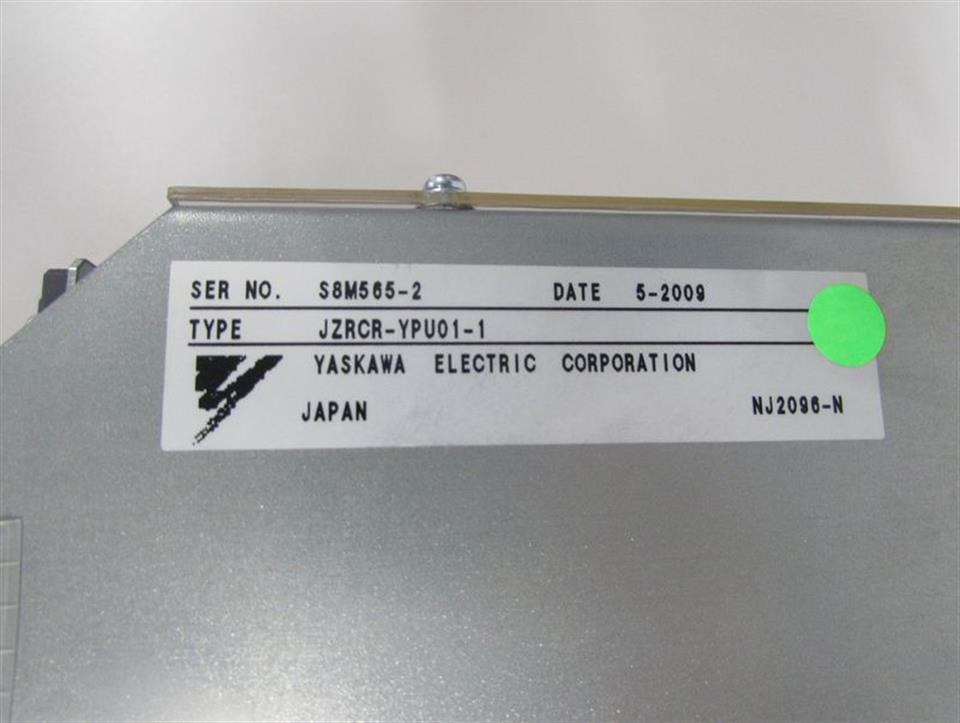 SER NO. S8M565-2 DATE 5-2009
TYPE JZRCR-YPU01-1
YASKAWA ELECTRIC CORPORATION
JAPAN NJ2096-N